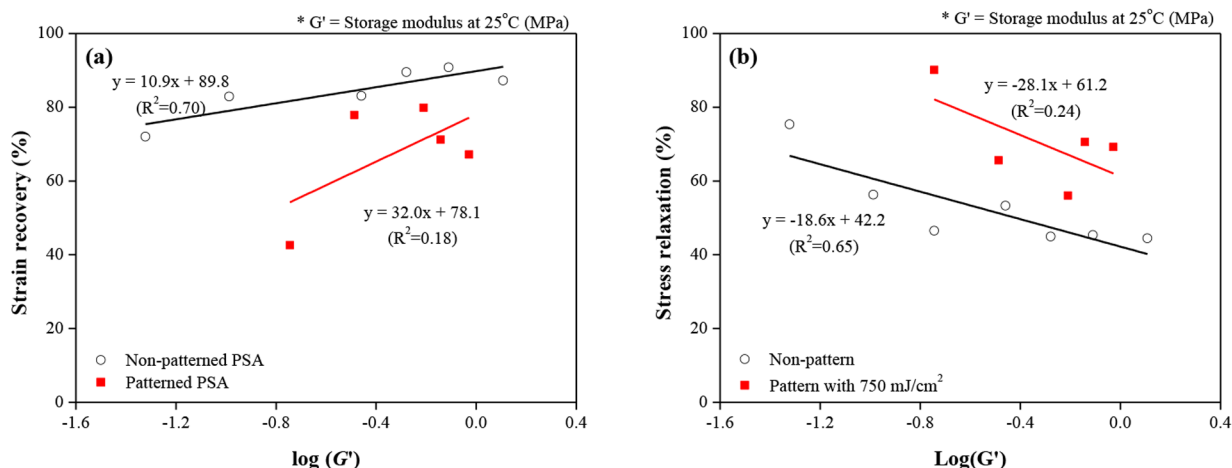 * G' = Storage modulus at 25°C (MPa)
(a)
y = 10.9x + 89.8
(R²=0.70)
y = 32.0x + 78.1
(R²=0.18)
Non-patterned PSA
Patterned PSA
Strain recovery (%)
100
80
60
40
20
0
-1.6
-1.2
-0.8
-0.4
0.0
0.4
log (G')
* G' = Storage modulus at 25°C (MPa)
(b)
y = -28.1x + 61.2
(R²=0.24)
y = -18.6x + 42.2
(R²=0.65)
Non-pattern
Pattern with 750 mJ/cm²
Stress relaxation (%)
100
80
60
40
20
0
-1.6
-1.2
-0.8
-0.4
0.0
0.4
Log(G')